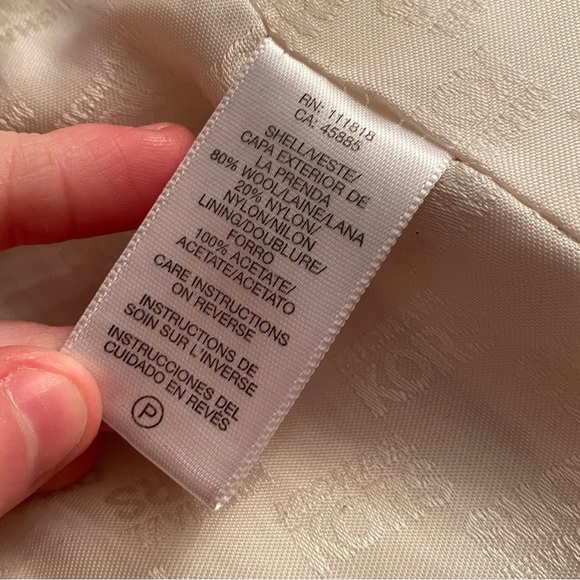 RN: 111818
CA: 45885
SHELL/VESTE/
CAPA EXTERIOR DE
LA PRENDA
80% WOOL/LAINE/LANA
20% NYLON/
NYLON/NILON
LINING/DOUBLURE/
FORRO
100% ACETATE/
ACETATE/ACETATO
CARE INSTRUCTIONS
ON REVERSE
INSTRUCTIONS DE
SOIN SUR L'INVERSE
INSTRUCCIONES DEL
CUIDADO EN REVÉS
P
KORS